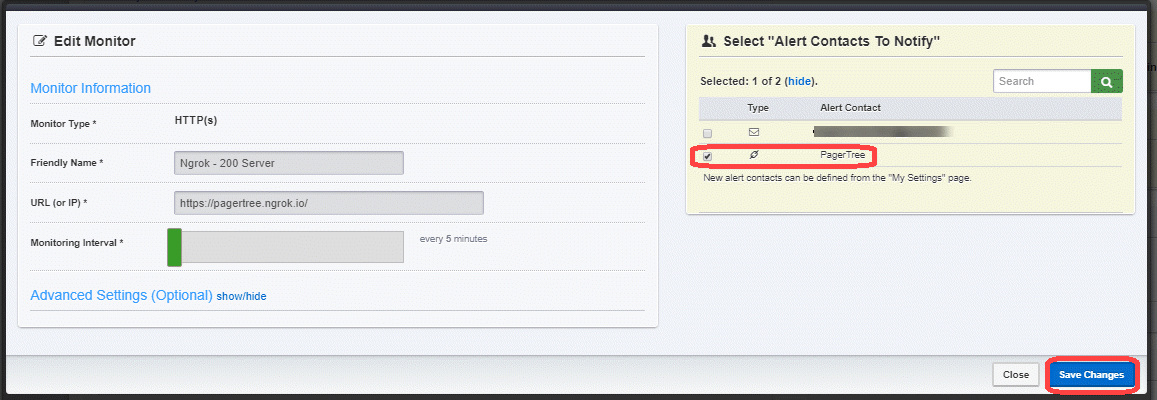 Edit Monitor
Monitor Information
Monitor Type *
HTTP(s)
Friendly Name *
Ngrok - 200 Server
URL (or IP) *
https://pagertree.ngrok.io/
Monitoring Interval *
every 5 minutes
Advanced Settings (Optional) show/hide
Select "Alert Contacts To Notify"
Selected: 1 of 2 (hide).
Search
Type Alert Contact
PagerTree
New alert contacts can be defined from the "My Settings" page.
Close
Save Changes